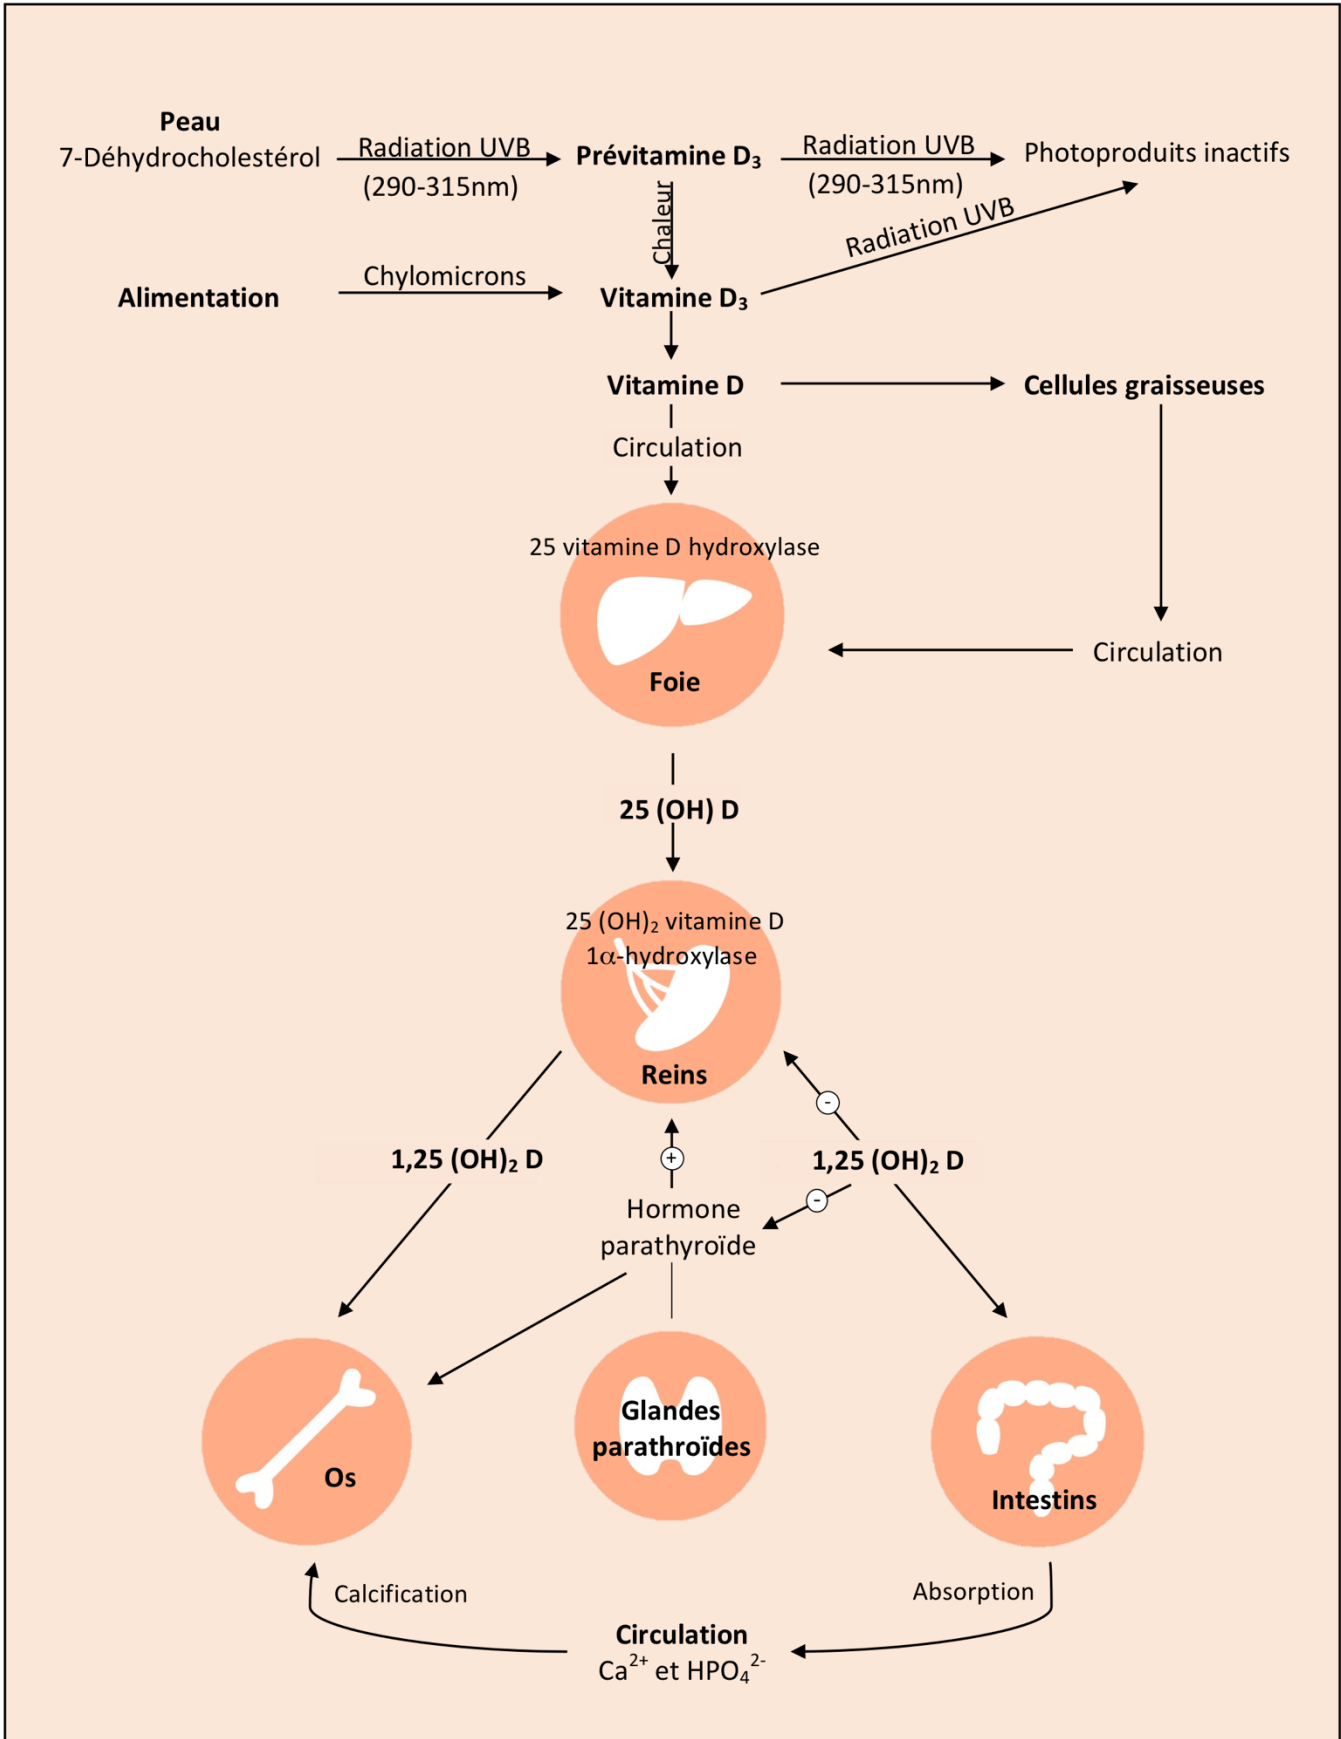 Peau
7-Déhydrocholestérol
Radiation UVB
(290-315nm)
Prévitamine D₃
Radiation UVB
(290-315nm)
Photoproduits inactifs
Chaleur
Radiation UVB
Alimentation
Chylomicrons
Vitamine D₃
Vitamine D
Cellules graisseuses
Circulation
25 vitamine D hydroxylase
Foie
Circulation
25 (OH) D
25 (OH)₂ vitamine D
1α-hydroxylase
Reins
-
1,25 (OH)₂ D
+
1,25 (OH)₂ D
-
Hormone
parathyroïde
Os
Glandes
parathroïdes
Intestins
Calcification
Absorption
Circulation
Ca²⁺ et HPO₄²⁻